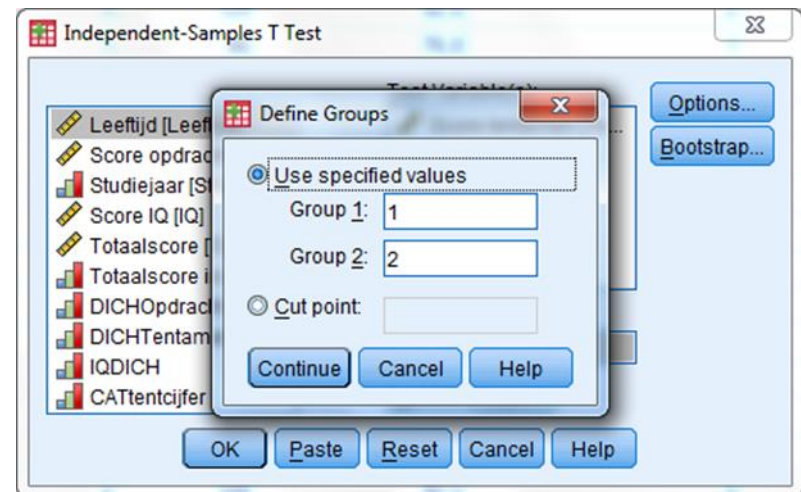 Independent-Samples T Test
Test Variable(s):
Define Groups
Use specified values
Group 1: 1
Group 2: 2
Cut point:
Continue Cancel Help
Leeftijd [Leef
Score opdrac
Studiejaar [St
Score IQ [IQ]
Totaalscore [
Totaalscore i
DICHOpdrac
DICHTentam
IQDICH
CATtentcijfer
Options...
Bootstrap...
OK Paste Reset Cancel Help